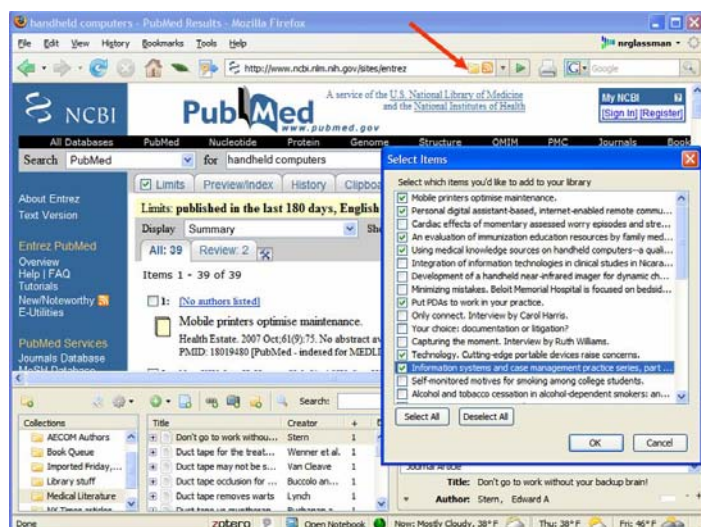 handheld computers - PubMed Results - Mozilla Firefox
File Edit View History Bookmarks Tools Help
nrglassman
http://www.ncbi.nlm.nih.gov/sites/entrez
Google
NCBI
PubMed
www.pubmed.gov
A service of the U.S. National Library of Medicine
and the National Institutes of Health
My NCBI
[Sign In] [Register]
All Databases PubMed Nucleotide Protein Genome Structure OMIM PMC Journals Book
Search PubMed for handheld computers
Limits Preview/Index History Clipboa
About Entrez
Text Version
Limits: published in the last 180 days, English
Display Summary Sho
All: 39 Review: 2
Items 1 - 39 of 39
Entrez PubMed
Overview
Help | FAQ
Tutorials
New/Noteworthy
E-Utilities
PubMed Services
Journals Database
MeSH Database
1: [No authors listed]
Mobile printers optimise maintenance.
Health Estate. 2007 Oct;61(9):75. No abstract av
PMID: 18019480 [PubMed - indexed for MEDLI
Select Items
Select which items you'd like to add to your library
Mobile printers optimise maintenance.
Personal digital assistant-based, internet-enabled remote commu...
Cardiac effects of momentary assessed worry episodes and stre...
An evaluation of immunization education resources by family med...
Using medical knowledge sources on handheld computers--a quali...
Integration of information technologies in clinical studies in Nicara...
Development of a handheld near-infrared imager for dynamic ch...
Minimizing mistakes. Beloit Memorial Hospital is focused on bedsid...
Put PDAs to work in your practice.
Only connect. Interview by Carol Harris.
Your choice: documentation or litigation?
Capturing the moment. Interview by Ruth Williams.
Technology. Cutting-edge portable devices raise concerns.
Information systems and case management practice series, part ...
Self-monitored motives for smoking among college students.
Alcohol and tobacco cessation in alcohol-dependent smokers: an...
Select All Deselect All
OK Cancel
Search:
Collections
AECOM Authors
Book Queue
Imported Friday,...
Library stuff
Medical Literature
NY Times articles
Title Creator +
Don't go to work withou... Stern 1
Duct tape for the treat... Wenner et al. 1
Duct tape may not be s... Van Cleave 1
Duct tape occlusion for ... Buccolo an... 1
Duct tape removes warts Lynch 1
Journal Article
Title: Don't go to work without your backup brain!
Author: Stern, Edward A
Done
zotero
Open Notebook
Now: Mostly Cloudy, 38°F Thu: 38°F Fri: 46°F